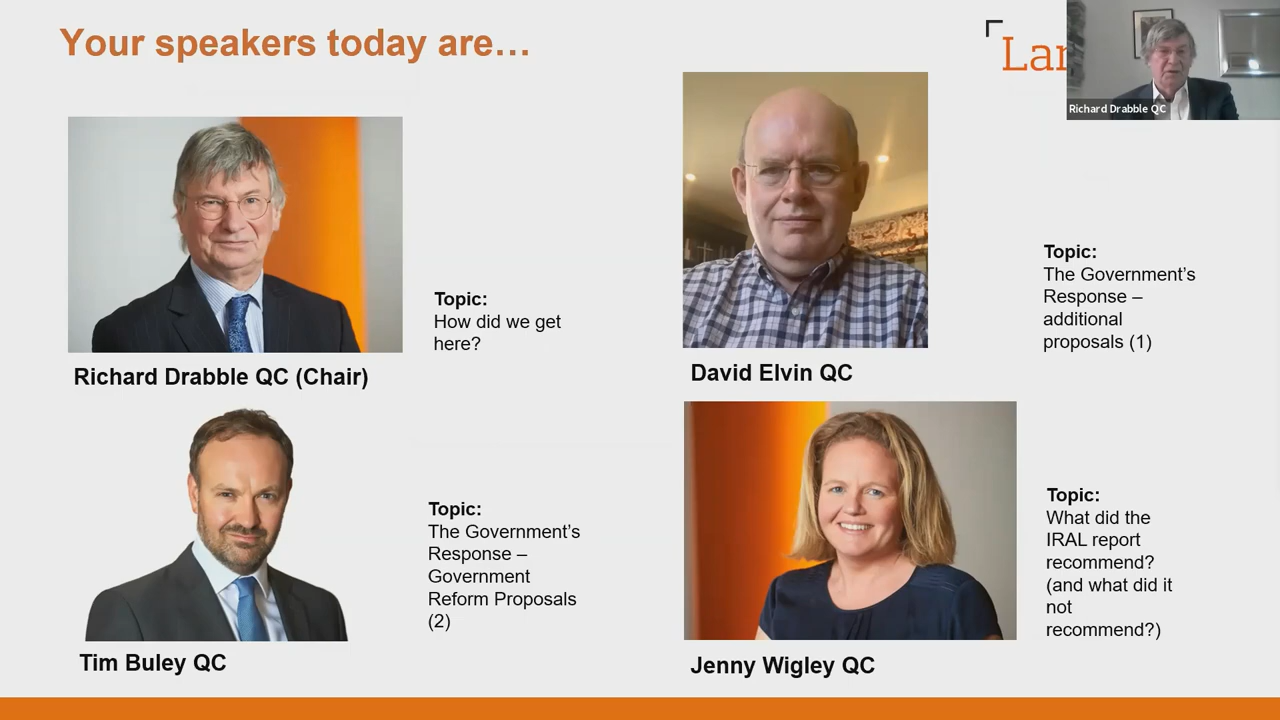 Your speakers today are…
Lan
Richard Drabble QC
Topic:
How did we get
here?
Richard Drabble QC (Chair)
Topic:
The Government’s
Response –
additional
proposals (1)
David Elvin QC
Topic:
The Government’s
Response –
Government
Reform Proposals
(2)
Tim Buley QC
Topic:
What did the
IRAL report
recommend?
(and what did it
not
recommend?)
Jenny Wigley QC